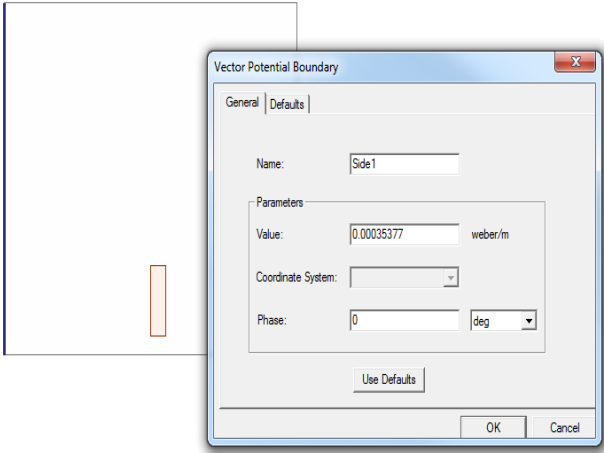 Vector Potential Boundary
General
Defaults
Name:
Side1
Parameters
Value:
0.00035377
weber/m
Coordinate System:
Phase:
0
deg
Use Defaults
OK
Cancel